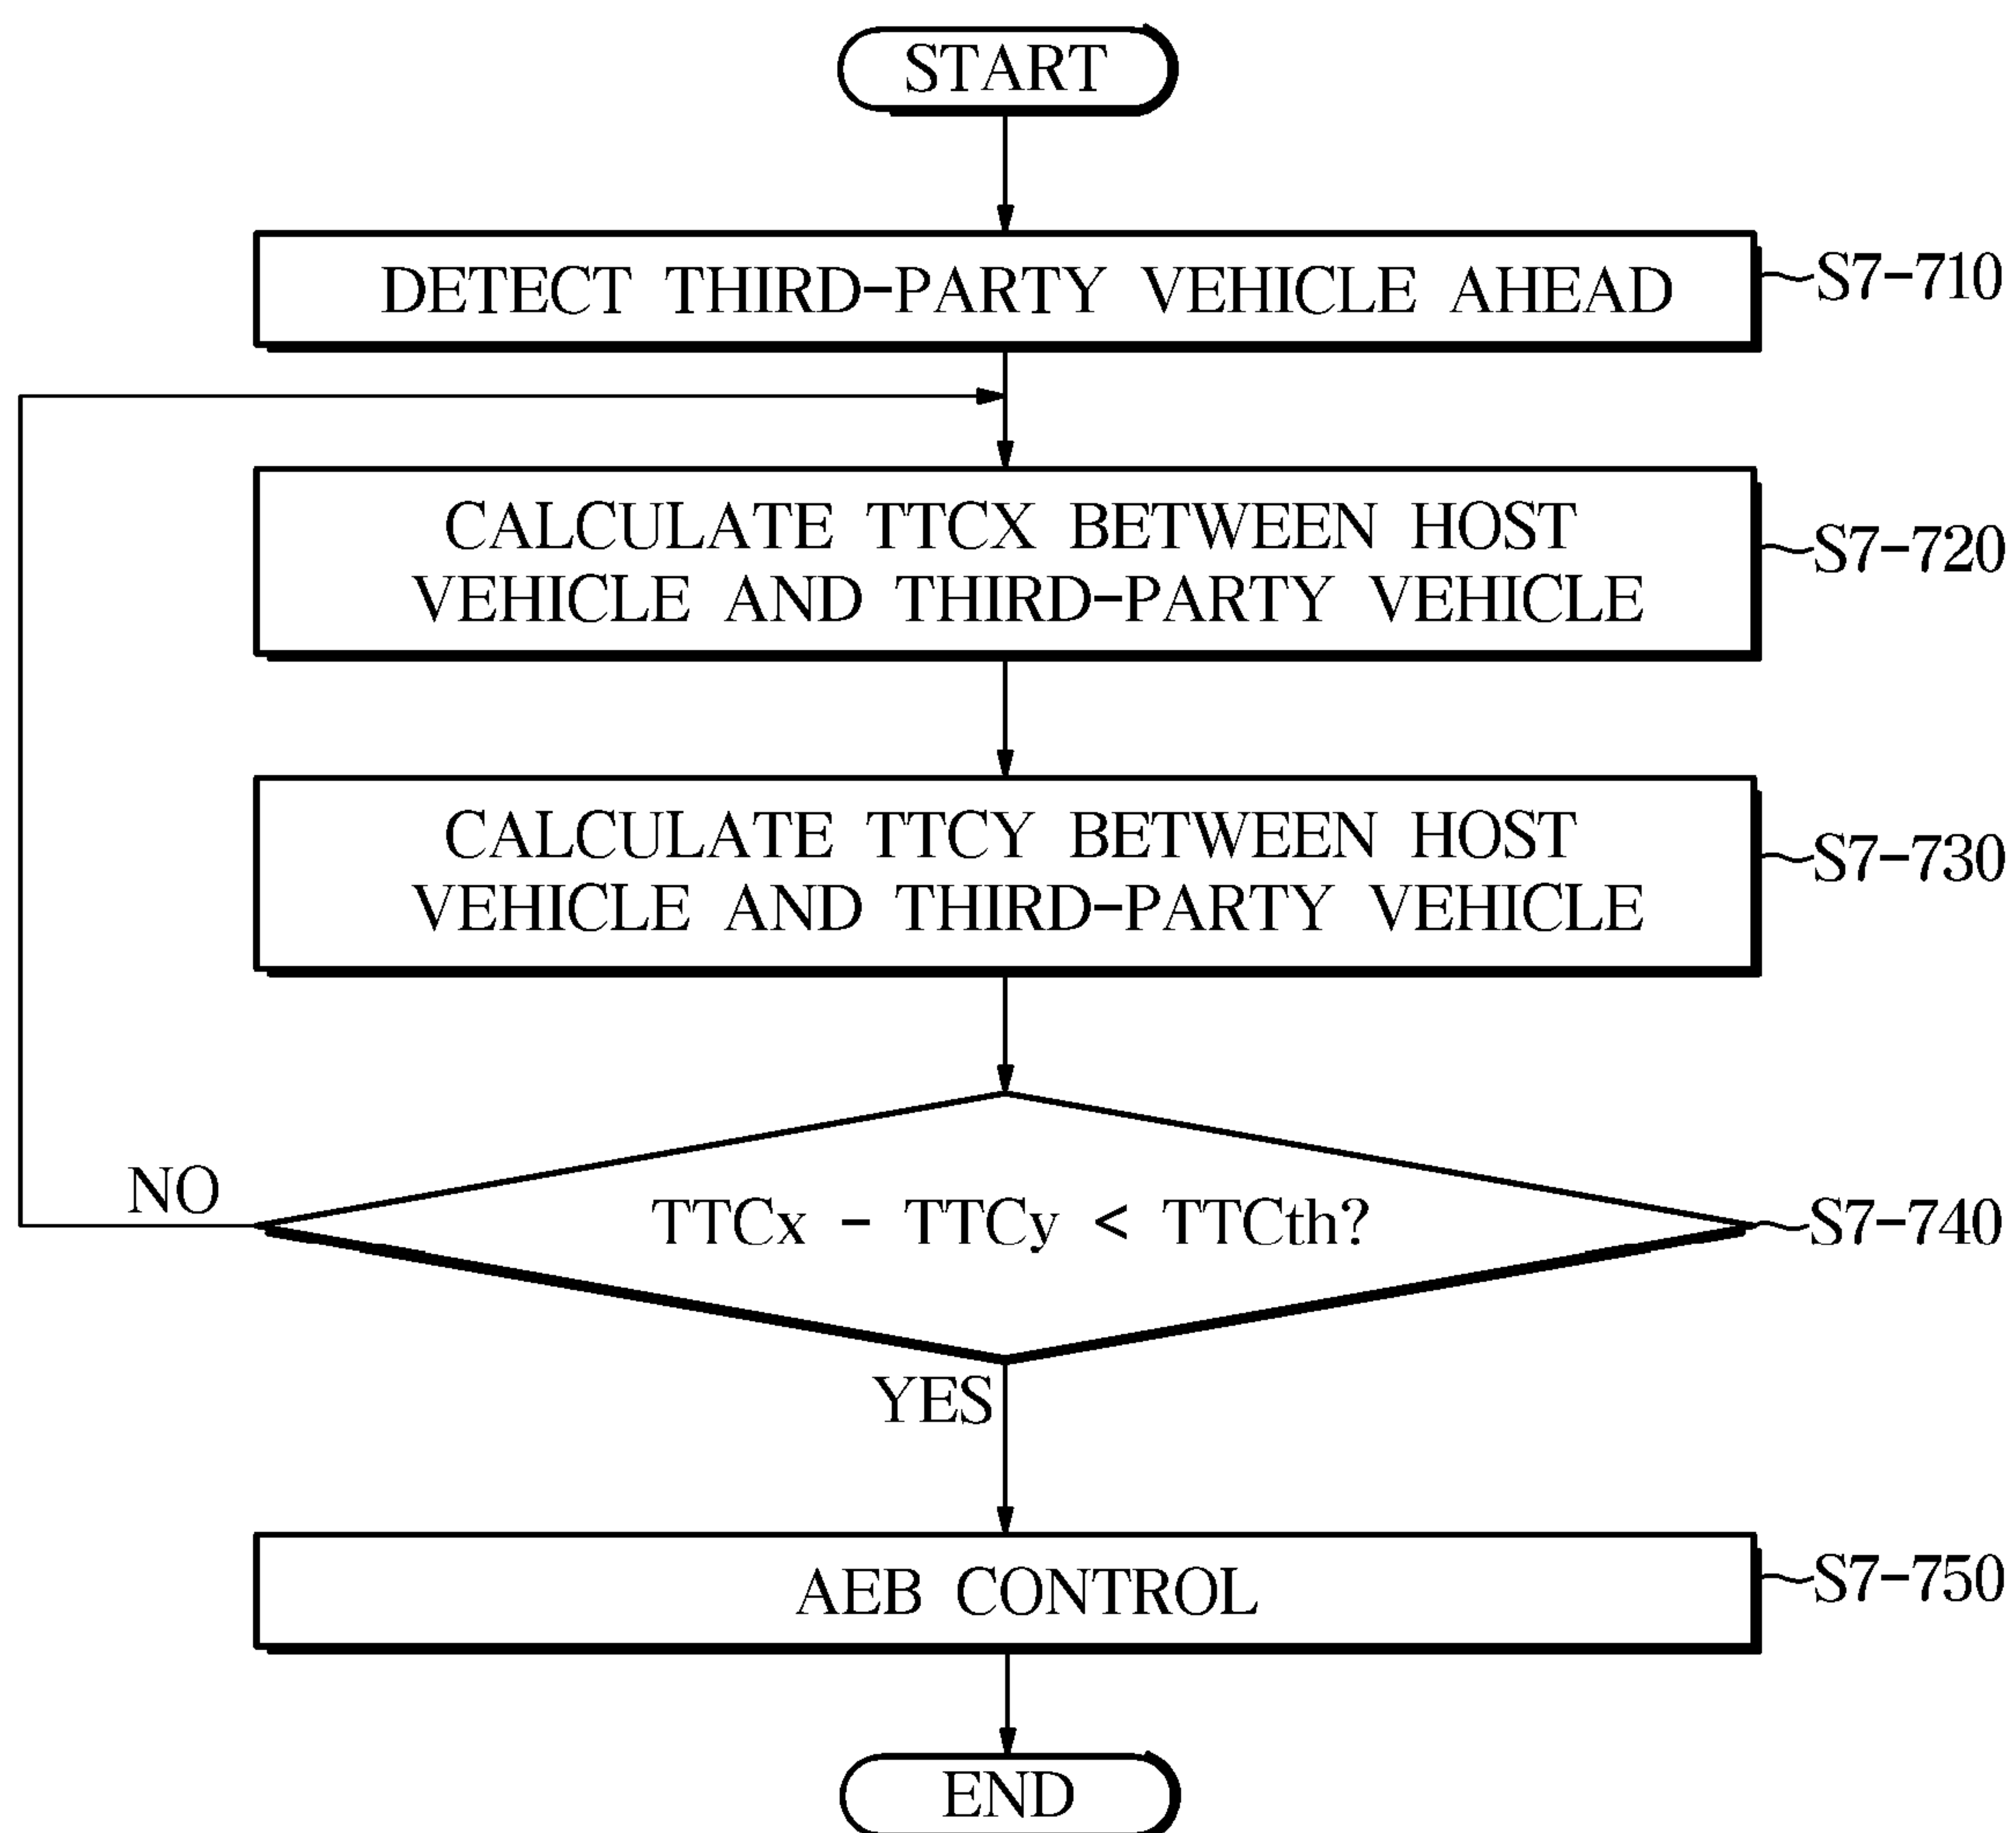 START
DETECT THIRD-PARTY VEHICLE AHEAD
S7-710
CALCULATE TTCX BETWEEN HOST
VEHICLE AND THIRD-PARTY VEHICLE
S7-720
CALCULATE TTCY BETWEEN HOST
VEHICLE AND THIRD-PARTY VEHICLE
S7-730
NO
TTCx - TTCy < TTCth?
S7-740
YES
AEB CONTROL
S7-750
END